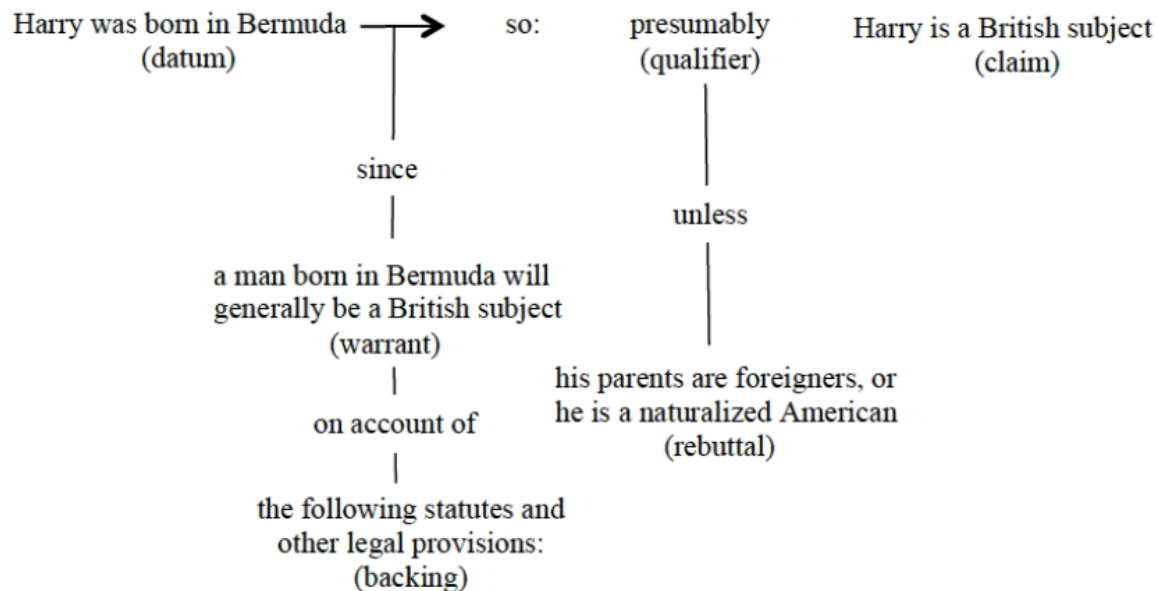 Harry was born in Bermuda so: presumably Harry is a British subject
(datum) (qualifier) (claim)
since
unless
a man born in Bermuda will
generally be a British subject
(warrant)
his parents are foreigners, or
he is a naturalized American
(rebuttal)
on account of
the following statutes and
other legal provisions:
(backing)